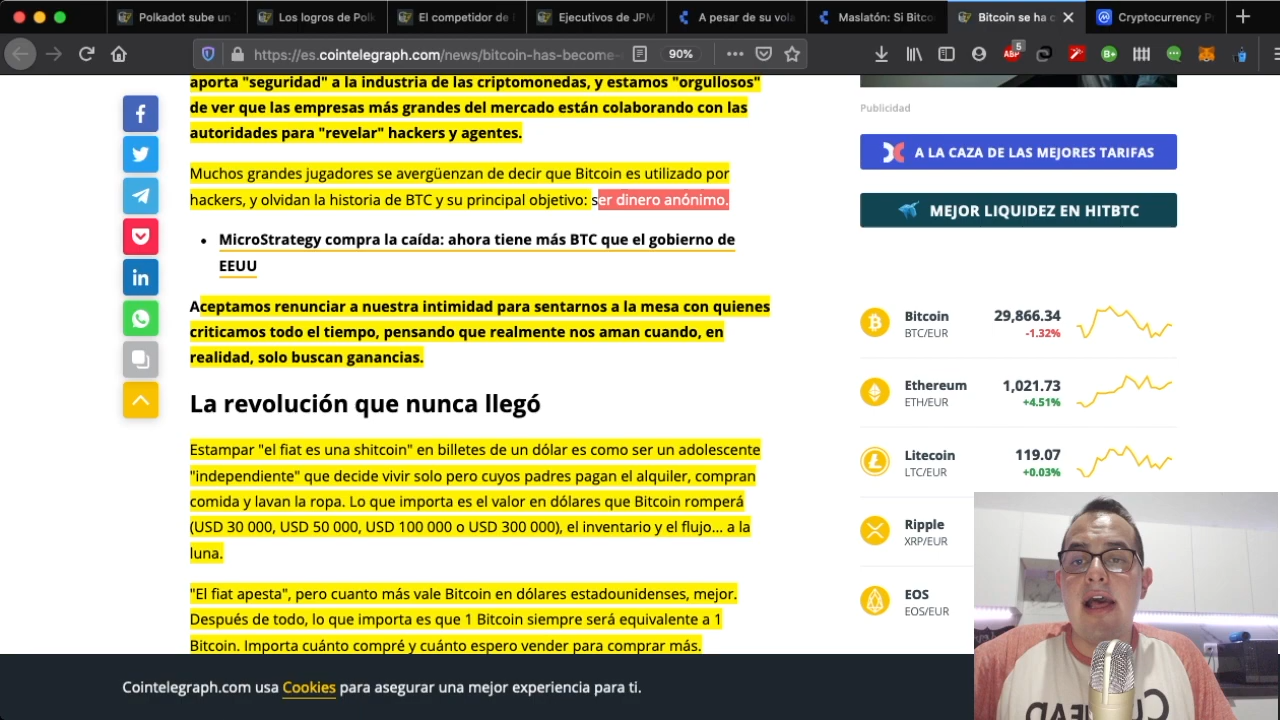 Polkadot sube un
Los logros de Polk
El competidor de
Ejecutivos de JPM
A pesar de su vola
Maslatón: Si Bitco
Bitcoin se ha c
Cryptocurrency P
https://es.cointelegraph.com/news/bitcoin-has-become-
90%
ABP
5
aporta "seguridad" a la industria de las criptomonedas, y estamos "orgullosos"
de ver que las empresas más grandes del mercado están colaborando con las
autoridades para "revelar" hackers y agentes.
Muchos grandes jugadores se avergüenzan de decir que Bitcoin es utilizado por
hackers, y olvidan la historia de BTC y su principal objetivo: ser dinero anónimo.
• MicroStrategy compra la caída: ahora tiene más BTC que el gobierno de
EEUU
Aceptamos renunciar a nuestra intimidad para sentarnos a la mesa con quienes
criticamos todo el tiempo, pensando que realmente nos aman cuando, en
realidad, solo buscan ganancias.
La revolución que nunca llegó
Estampar "el fiat es una shitcoin" en billetes de un dólar es como ser un adolescente
"independiente" que decide vivir solo pero cuyos padres pagan el alquiler, compran
comida y lavan la ropa. Lo que importa es el valor en dólares que Bitcoin romperá
(USD 30 000, USD 50 000, USD 100 000 o USD 300 000), el inventario y el flujo... a la
luna.
"El fiat apesta", pero cuanto más vale Bitcoin en dólares estadounidenses, mejor.
Después de todo, lo que importa es que 1 Bitcoin siempre será equivalente a 1
Bitcoin. Importa cuánto compré y cuánto espero vender para comprar más.
Publicidad
A LA CAZA DE LAS MEJORES TARIFAS
MEJOR LIQUIDEZ EN HITBTC
Bitcoin 29,866.34
BTC/EUR -1.32%
Ethereum 1,021.73
ETH/EUR +4.51%
Litecoin 119.07
LTC/EUR +0.03%
Ripple
XRP/EUR
EOS
EOS/EUR
Cointelegraph.com usa Cookies para asegurar una mejor experiencia para ti.